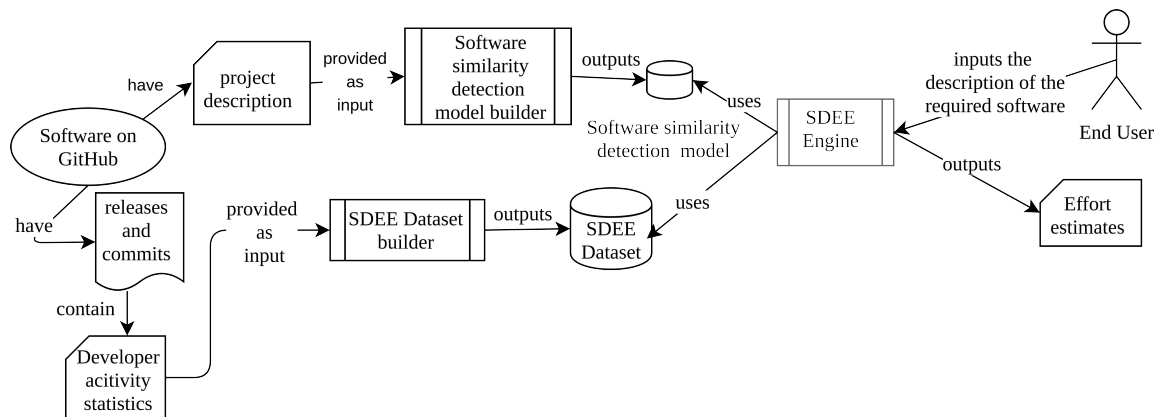 Software on
GitHub
have
project
description
provided
as
input
Software
similarity
detection
model builder
outputs
Software similarity
detection model
uses
SDEE
Engine
inputs the
description of the
required software
End User
outputs
Effort
estimates
have
releases
and
commits
contain
Developer
acitivity
statistics
provided
as
input
SDEE Dataset
builder
outputs
SDEE
Dataset
uses